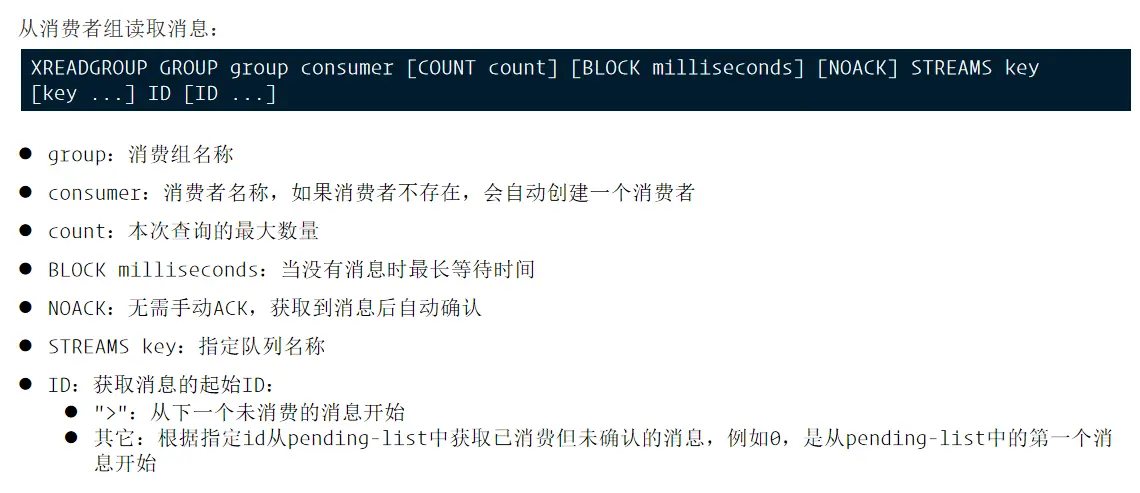 从消费者组读取消息：
XREADGROUP GROUP group consumer [COUNT count] [BLOCK milliseconds] [NOACK] STREAMS key
[key ...] ID [ID ...]
● group：消费组名称
● consumer：消费者名称，如果消费者不存在，会自动创建一个消费者
● count：本次查询的最大数量
● BLOCK milliseconds：当没有消息时最长等待时间
● NOACK：无需手动ACK，获取到消息后自动确认
● STREAMS key：指定队列名称
● ID：获取消息的起始ID：
● ">"：从下一个未消费的消息开始
● 其它：根据指定id从pending-list中获取已消费但未确认的消息，例如0，是从pending-list中的第一个消
息开始